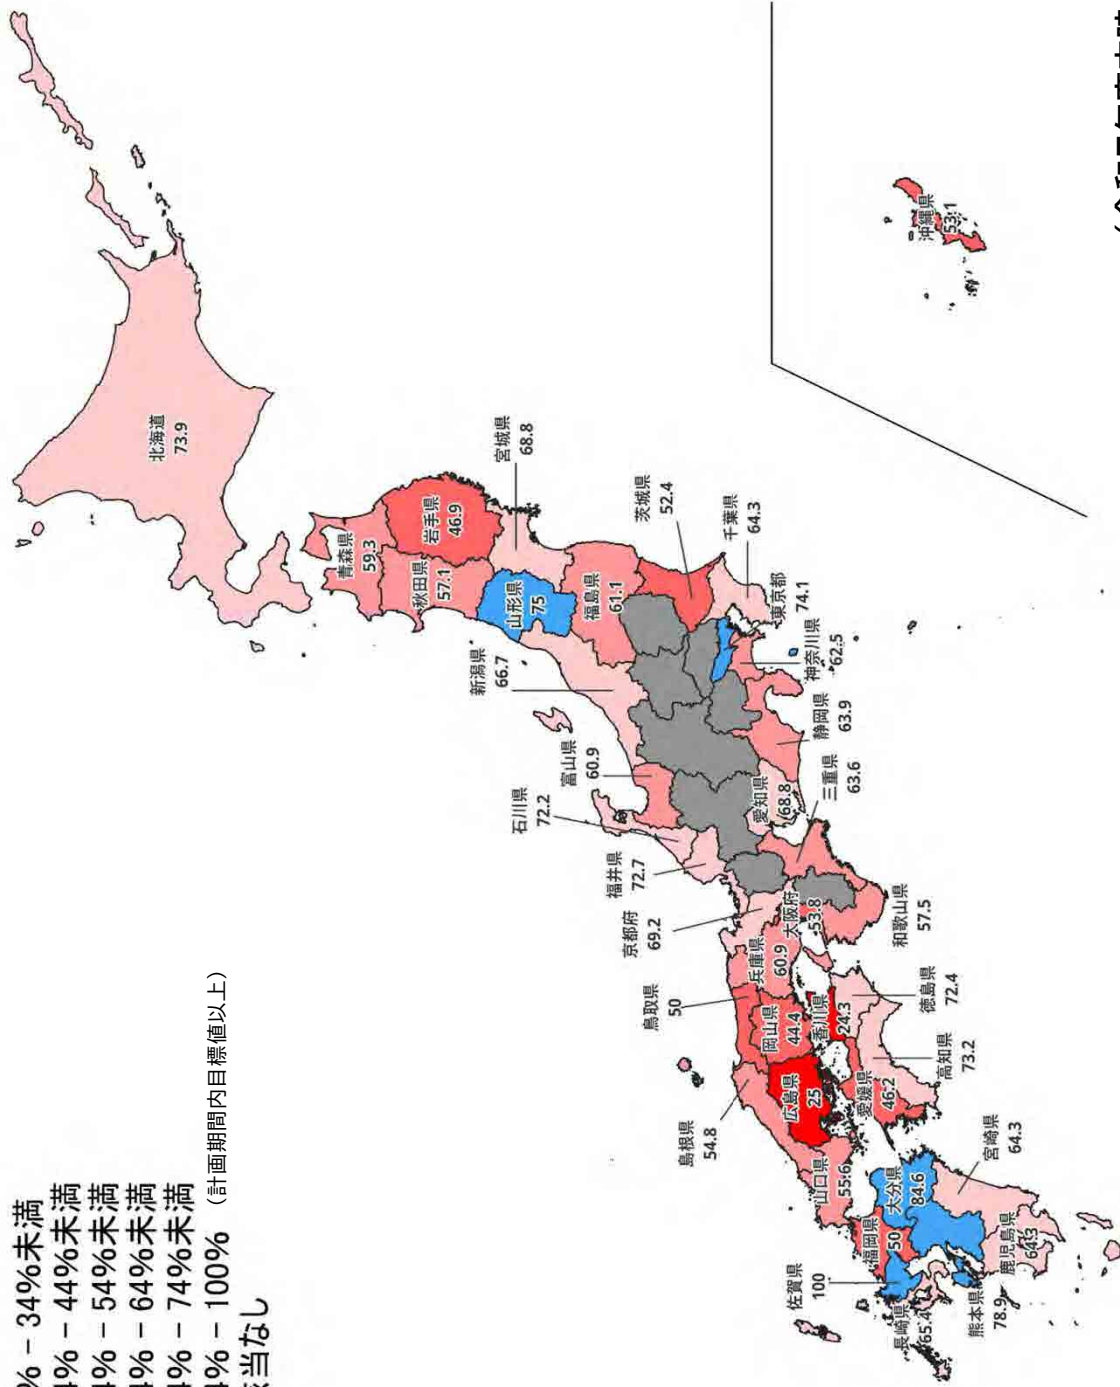 % − 34%未満
4% − 44%未満
4% − 54%未満
4% − 64%未満
4% − 74%未満
4% − 100%（計画期間内目標値以上）
当なし
北海道
73.9
青森県
59.3
岩手県
46.9
秋田県
57.1
宮城県
68.8
山形県
75
福島県
61.1
茨城県
52.4
千葉県
64.3
東京都
74.1
神奈川県
62.5
新潟県
66.7
富山県
60.9
石川県
72.2
福井県
72.7
静岡県
63.9
愛知県
68.8
三重県
63.6
京都府
69.2
大阪府
53.8
兵庫県
60.9
和歌山県
57.5
鳥取県
50
島根県
54.8
岡山県
44.4
広島県
25
山口県
55.6
徳島県
72.4
香川県
24.3
愛媛県
46.2
高知県
73.2
福岡県
50
佐賀県
100
長崎県
65.4
熊本県
78.9
大分県
84.6
宮崎県
64.3
鹿児島県
64.3
沖縄県
53.1